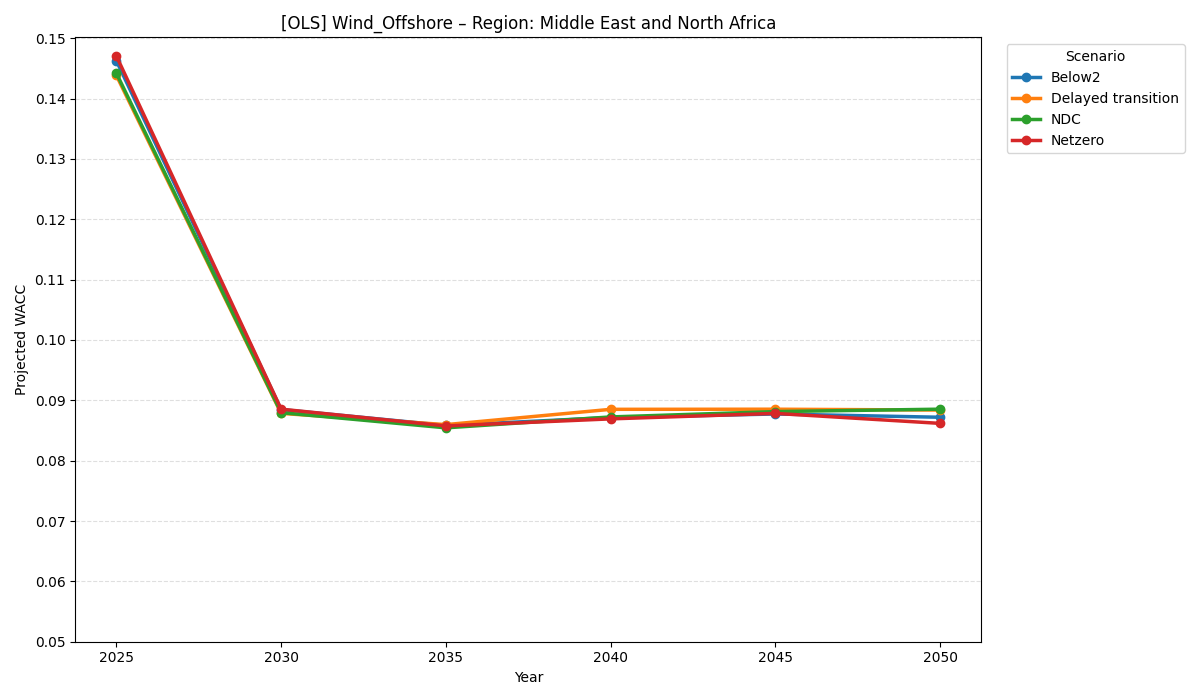 [OLS] Wind_Offshore – Region: Middle East and North Africa
Scenario
Below2
Delayed transition
NDC
Netzero
Projected WACC
0.15
0.14
0.13
0.12
0.11
0.10
0.09
0.08
0.07
0.06
0.05
2025 2030 2035 2040 2045 2050
Year